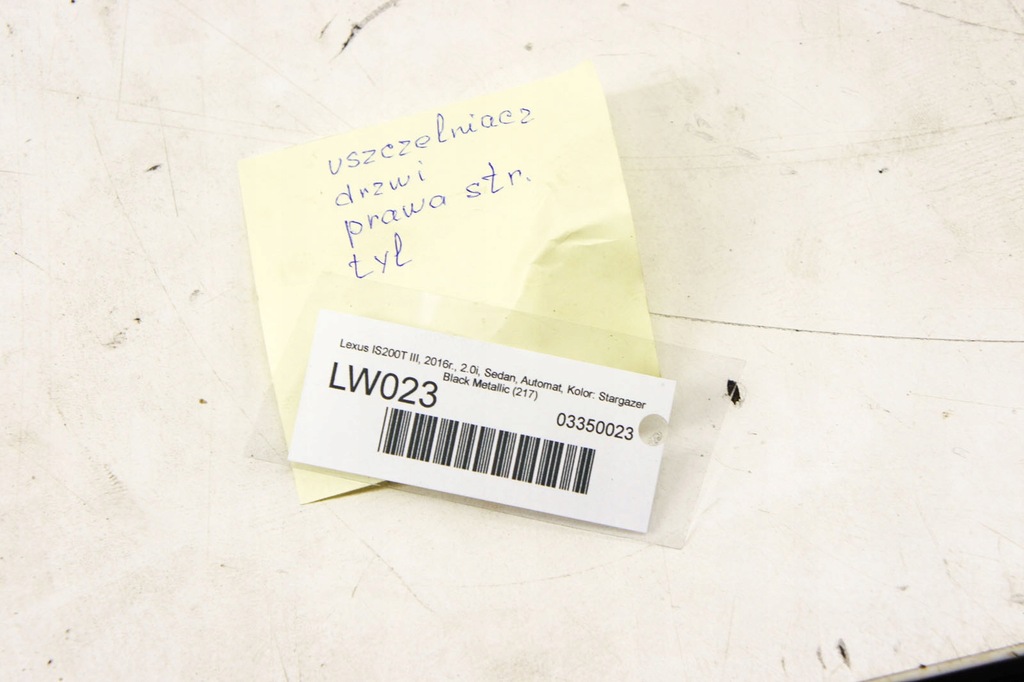 uszczelniacz
drzwi
prawa str.
tył
Lexus IS200T III, 2016r., 2.0i, Sedan, Automat, Kolor: Stargazer
Black Metallic (217)
LW023
03350023